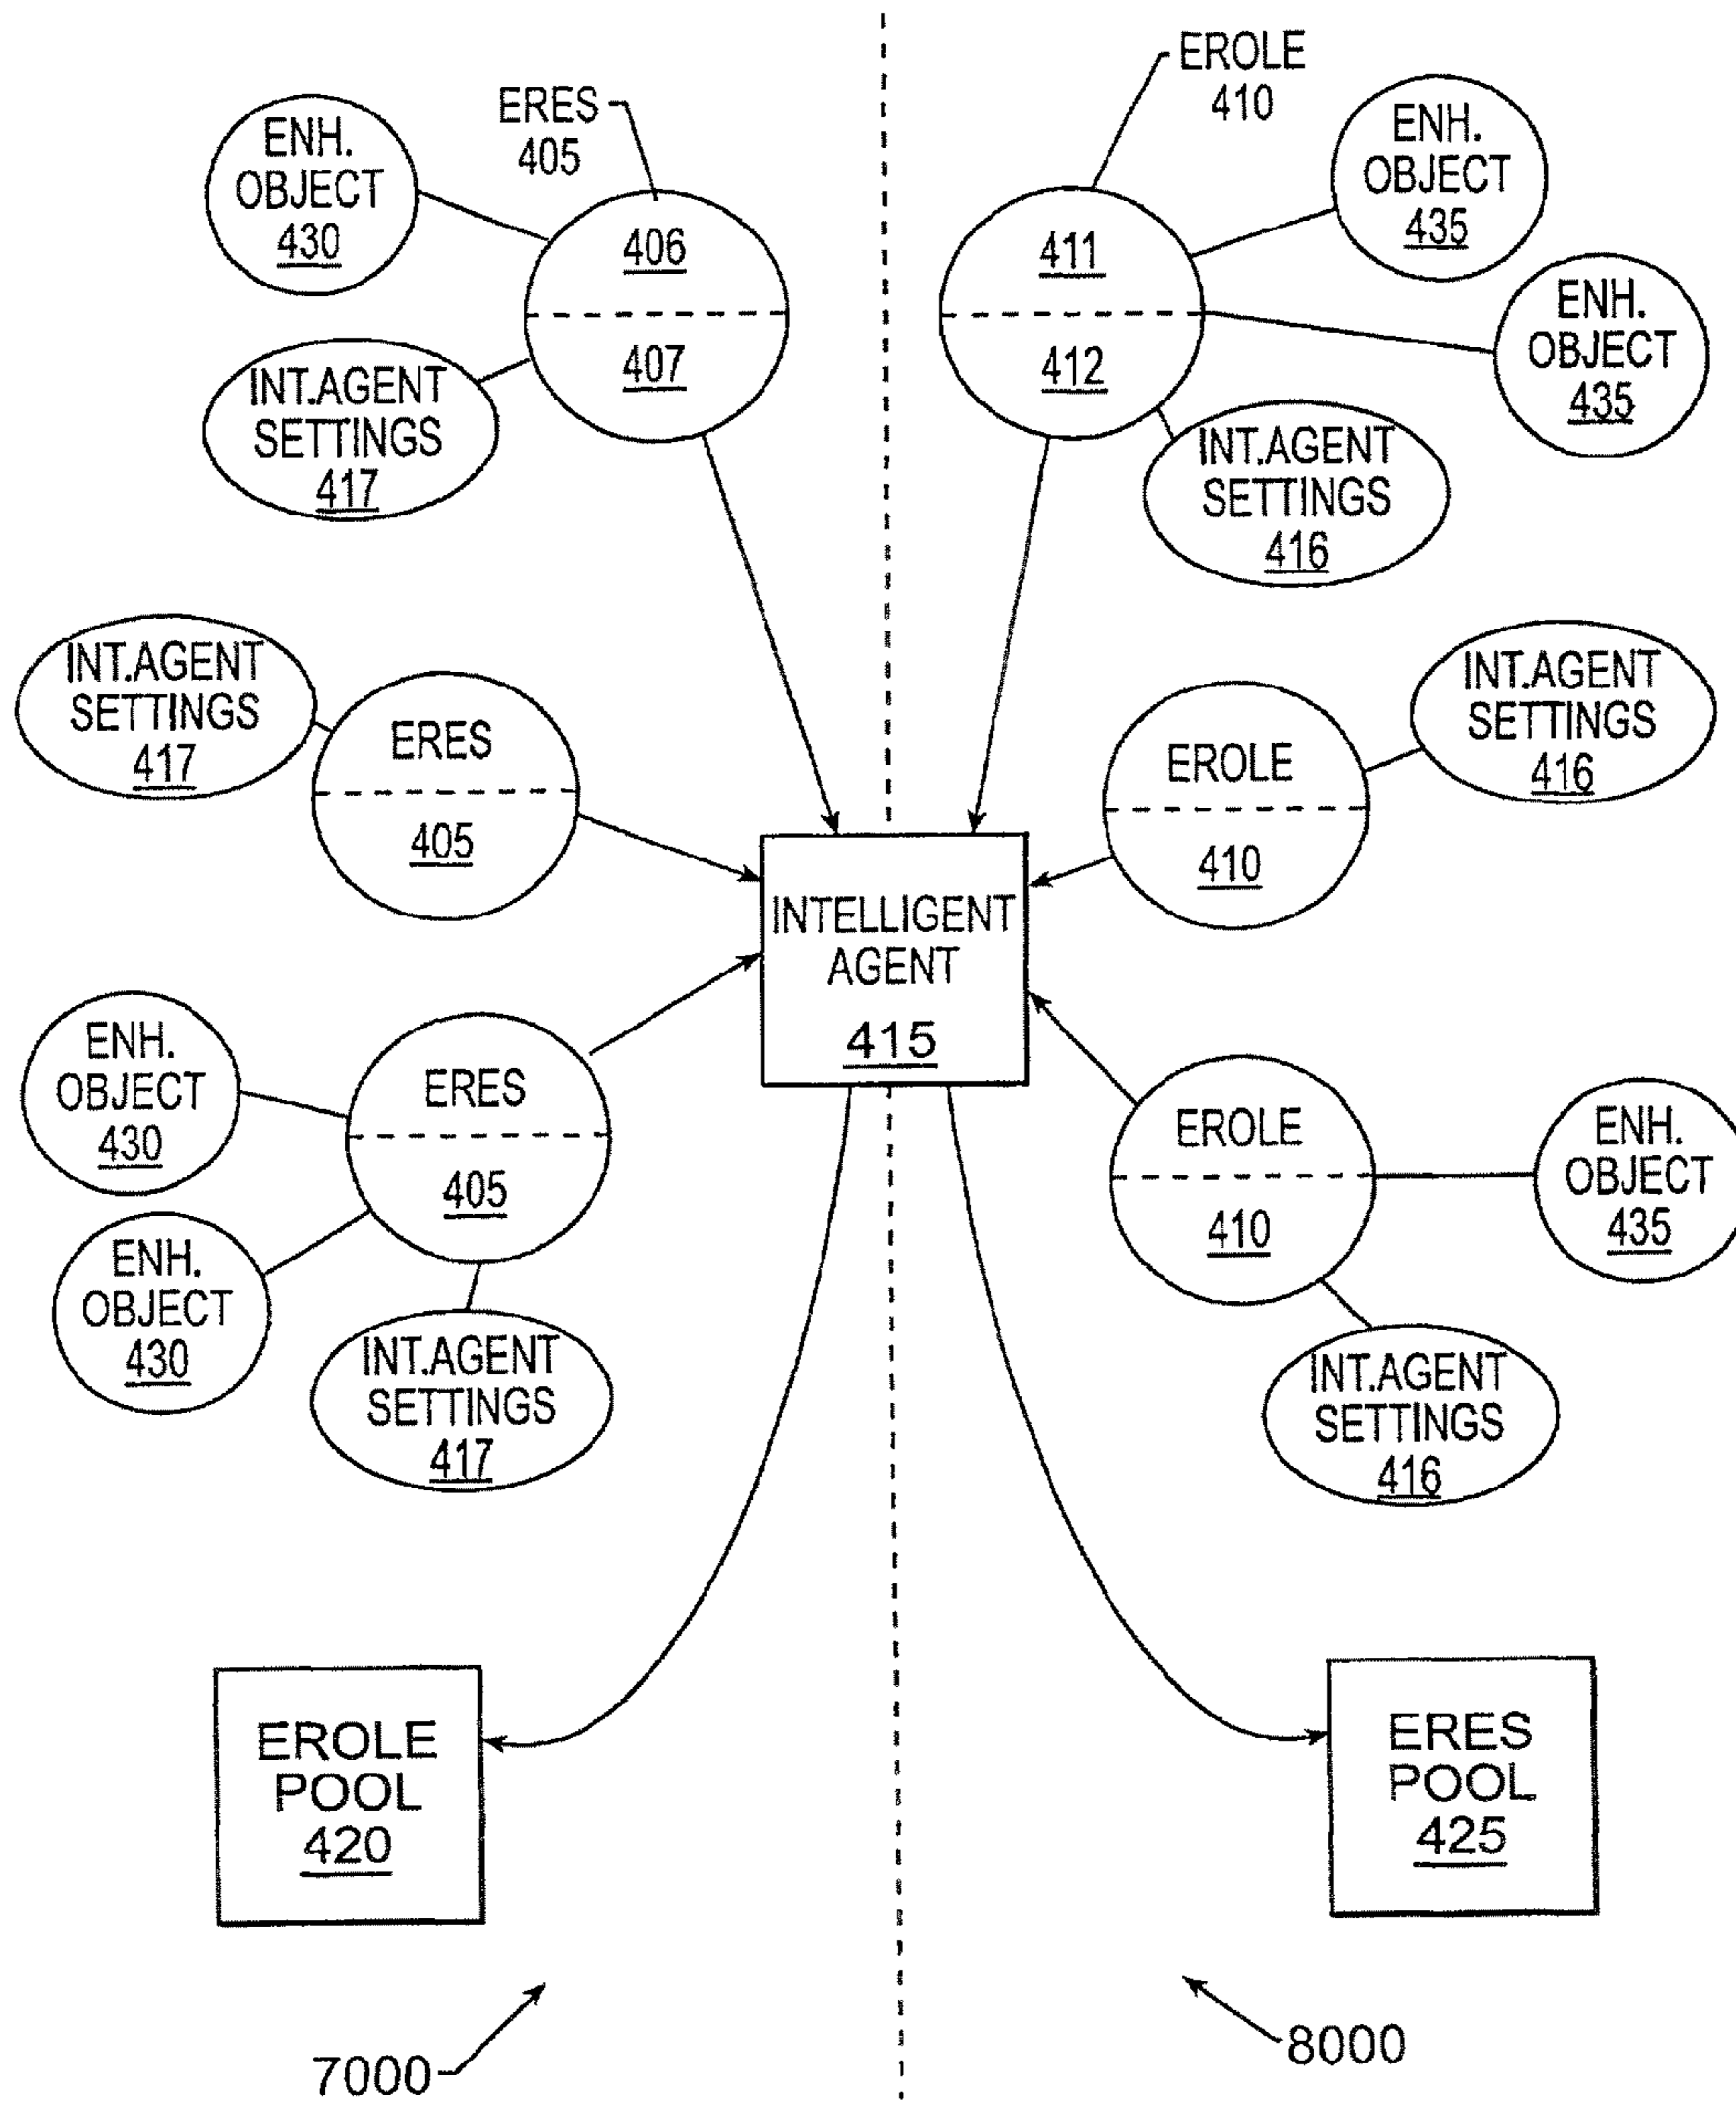 EROLE
410
ERES
405
ENH.
OBJECT
430
406
407
INT.AGENT
SETTINGS
417
411
412
ENH.
OBJECT
435
ENH.
OBJECT
435
INT.AGENT
SETTINGS
416
INT.AGENT
SETTINGS
417
ERES
405
EROLE
410
INT.AGENT
SETTINGS
416
INTELLIGENT
AGENT
415
ENH.
OBJECT
430
ERES
405
ENH.
OBJECT
430
INT.AGENT
SETTINGS
417
EROLE
410
ENH.
OBJECT
435
INT.AGENT
SETTINGS
416
EROLE
POOL
420
ERES
POOL
425
7000
8000